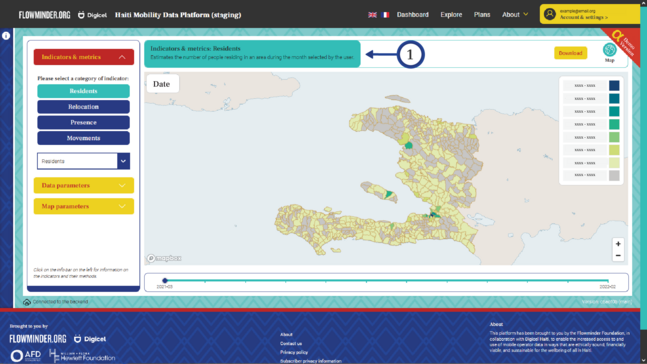 FLOWMINDER.ORG Digicel Haiti Mobility Data Platform (staging)
Dashboard Explore Plans About
example@email.org
Account & settings >
α Demo Version
Indicators & metrics
Please select a category of indicator:
Residents
Relocation
Presence
Movements
Residents
Data parameters
Map parameters
Click on the infobar on the left for information on
the indicators and their methods.
Indicators & metrics: Residents
Estimates the number of people residing in an area during the month selected by the user.
1
Download
Map
Date
xxxx - xxxx
xxxx - xxxx
xxxx - xxxx
xxxx - xxxx
xxxx - xxxx
xxxx - xxxx
xxxx - xxxx
xxxx - xxxx
+
−
mapbox
Connected to the backend
Brought to you by
FLOWMINDER.ORG Digicel
AFD Hewlett Foundation
About
Contact us
Privacy policy
Subscriber privacy information
About
This platform has been brought to you by the Flowminder Foundation, in
collaboration with Digicel Haiti, to enable the increased access to and
use of mobile operator data in ways that are ethically sound, financially
viable, and sustainable for the wellbeing of all in Haiti.